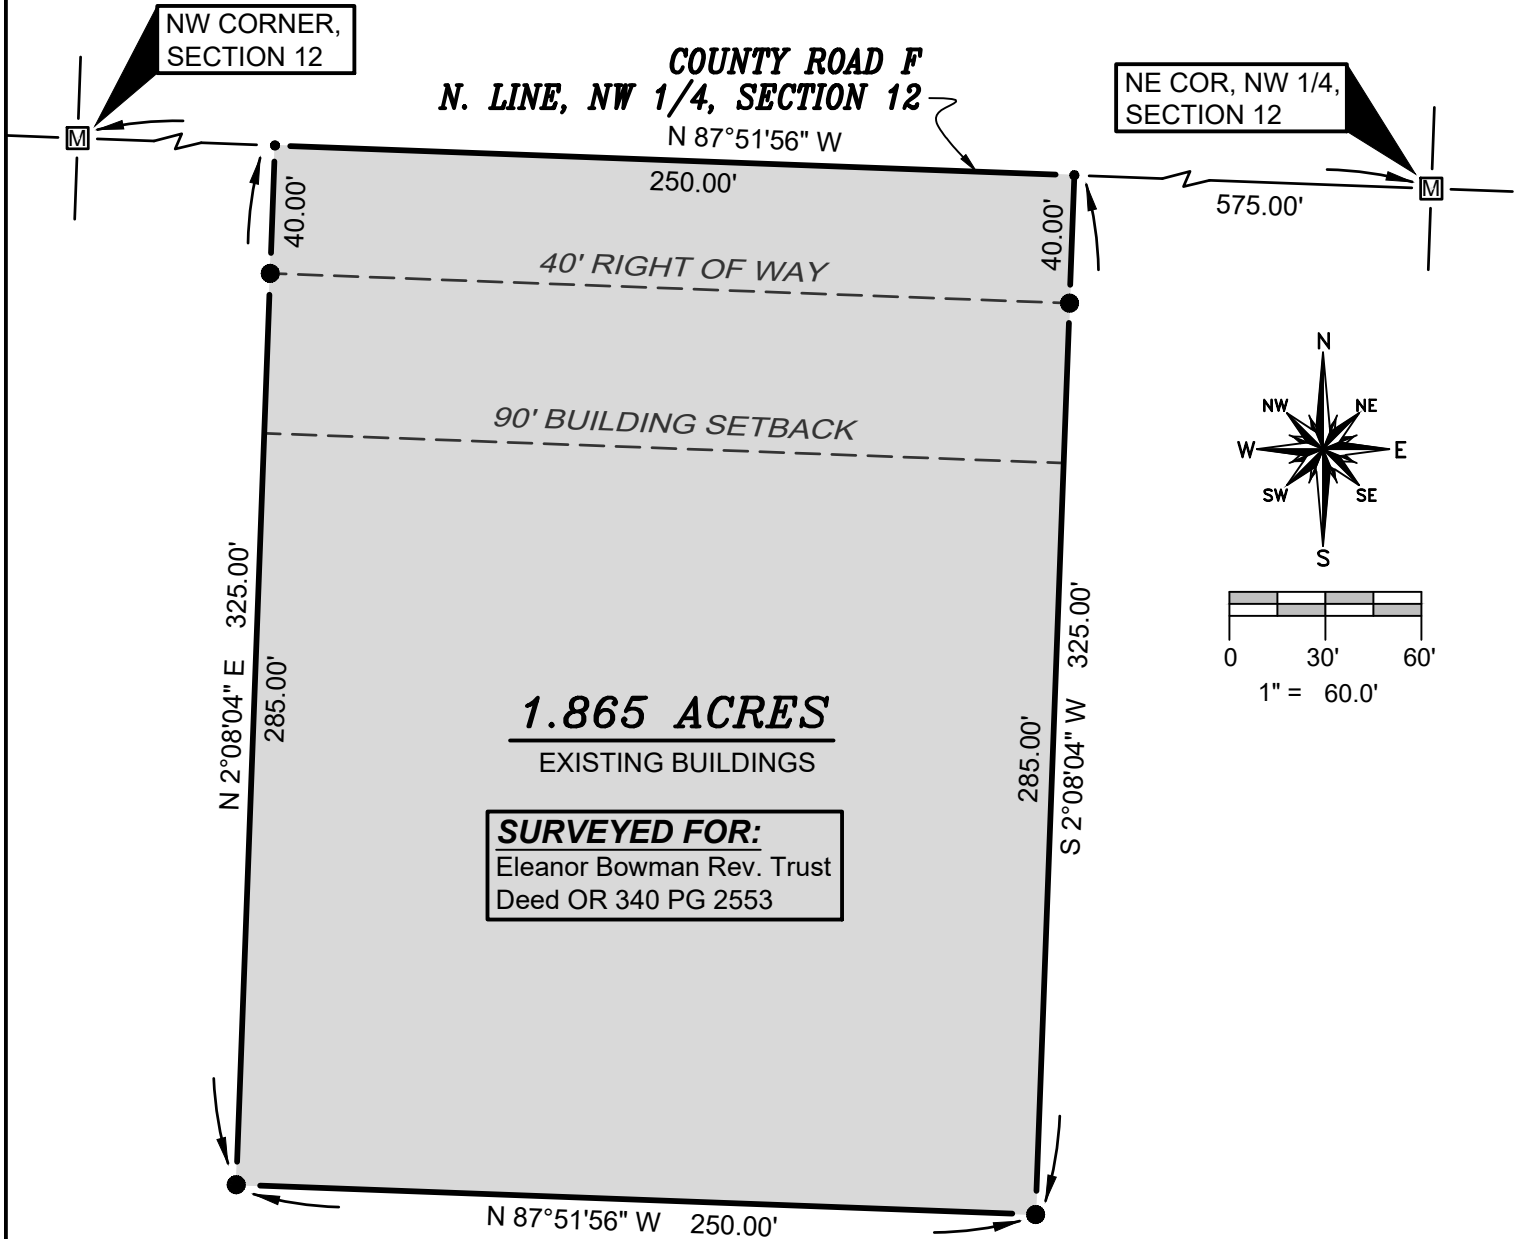 NW CORNER,
SECTION 12
COUNTY ROAD F
N. LINE, NW 1/4, SECTION 12
NE COR, NW 1/4,
SECTION 12
M
N 87°51'56" W
250.00'
M
575.00'
40.00'
40.00'
40' RIGHT OF WAY
90' BUILDING SETBACK
N
NW
NE
W
E
SW
SE
S
0 30' 60'
1" = 60.0'
N 2°08'04" E 325.00'
285.00'
1.865 ACRES
EXISTING BUILDINGS
SURVEYED FOR:
Eleanor Bowman Rev. Trust
Deed OR 340 PG 2553
285.00'
S 2°08'04" W 325.00'
N 87°51'56" W 250.00'